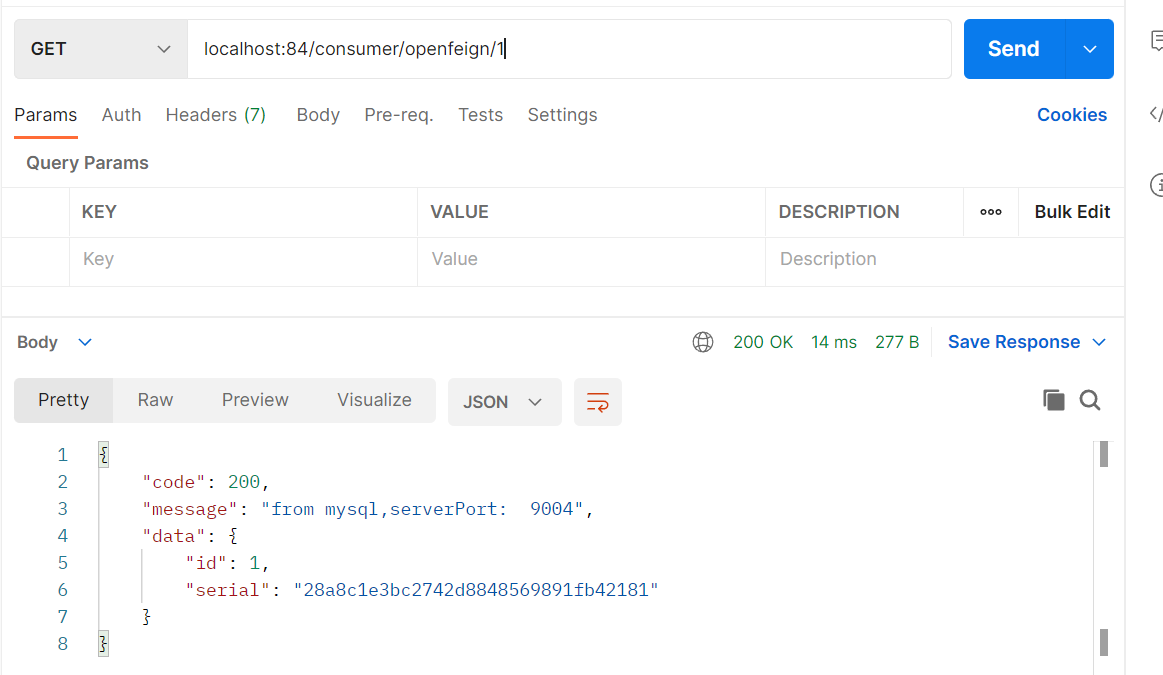 GET localhost:84/consumer/openfeign/1 Send
Params Auth Headers (7) Body Pre-req. Tests Settings Cookies
Query Params
KEY VALUE DESCRIPTION ooo Bulk Edit
Key Value Description
Body 200 OK 14 ms 277 B Save Response
Pretty Raw Preview Visualize JSON
1 {
2 "code": 200,
3 "message": "from mysql,serverPort:  9004",
4 "data": {
5 "id": 1,
6 "serial": "28a8c1e3bc2742d8848569891fb42181"
7 }
8 }